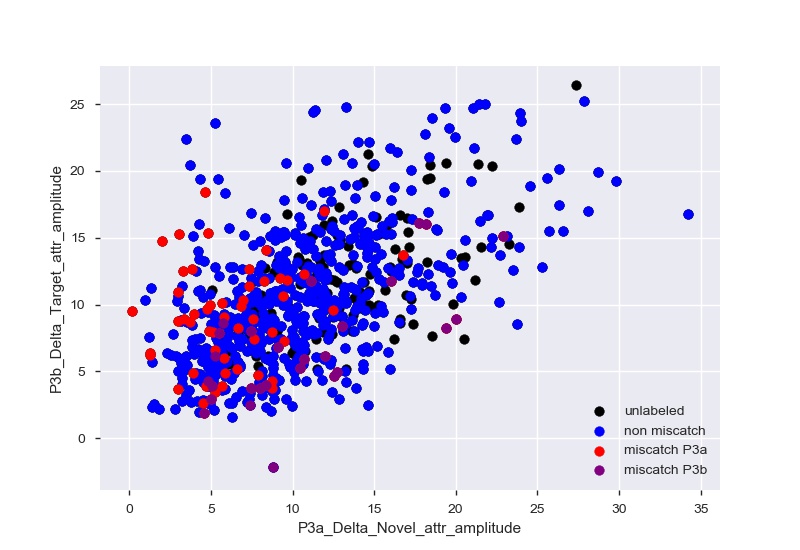 25
20
15
10
5
0
P3b_Delta_Target_attr_amplitude
unlabeled
non miscatch
miscatch P3a
miscatch P3b
0 5 10 15 20 25 30 35
P3a_Delta_Novel_attr_amplitude